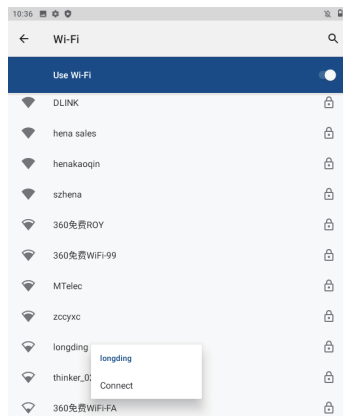 10:36
Wi-Fi
Use Wi-Fi
DLINK
hena sales
henakaoqin
szhena
360免费ROY
360免费WiFi-99
MTelec
zccyxc
longding
longding
thinker_0
Connect
360免费WiFi-FA